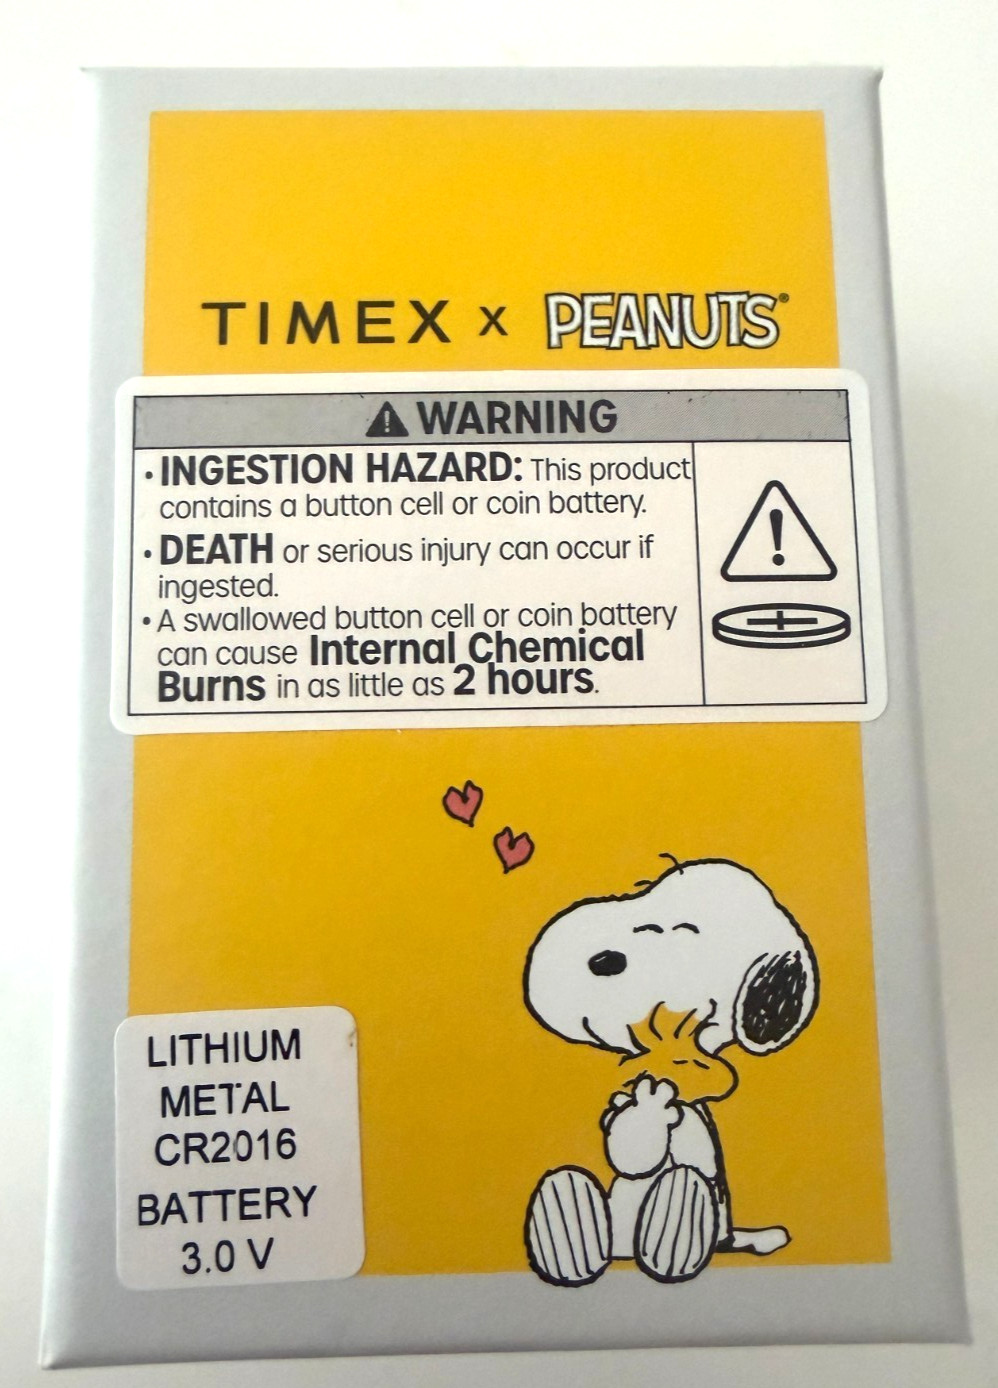 TIMEX x PEANUTS®
⚠ WARNING
• INGESTION HAZARD: This product
contains a button cell or coin battery.
• DEATH or serious injury can occur if
ingested.
• A swallowed button cell or coin battery
can cause Internal Chemical
Burns in as little as 2 hours.
LITHIUM
METAL
CR2016
BATTERY
3.0 V